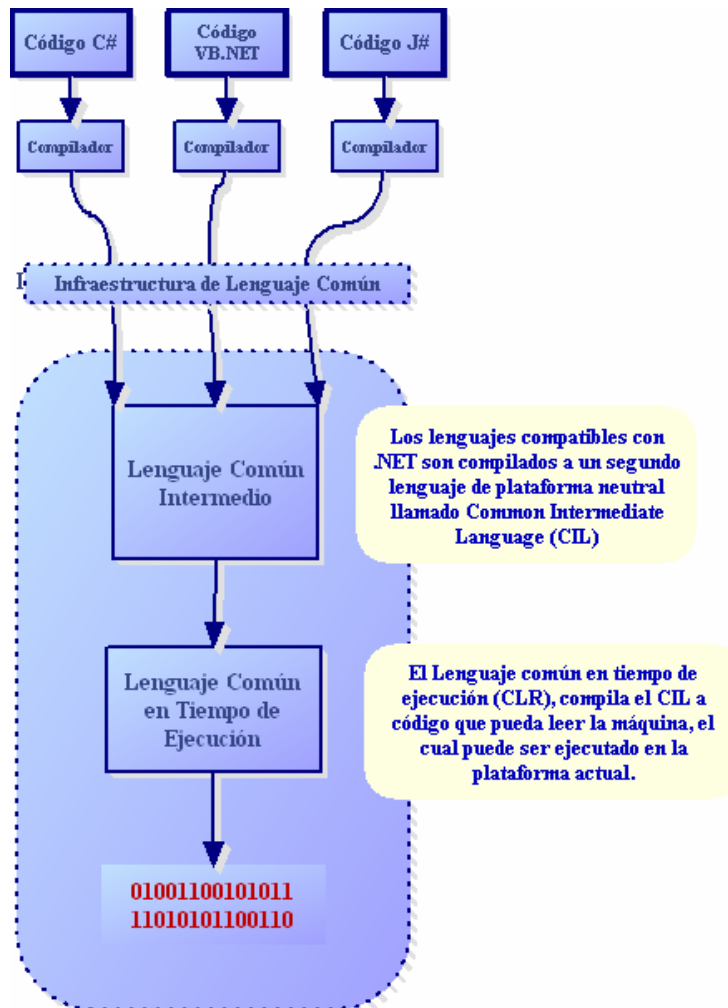 Código C#
Código
VB.NET
Código J#
Compilador
Compilador
Compilador
I
Infraestructura de Lenguaje Común
Lenguaje Común
Intermedio
Los lenguajes compatibles con
.NET son compilados a un segundo
lenguaje de plataforma neutral
llamado Common Intermediate
Language (CIL)
Lenguaje Común
en Tiempo de
Ejecución
El Lenguaje común en tiempo de
ejecución (CLR), compila el CIL a
código que pueda leer la máquina, el
cual puede ser ejecutado en la
plataforma actual.
01001100101011
11010101100110